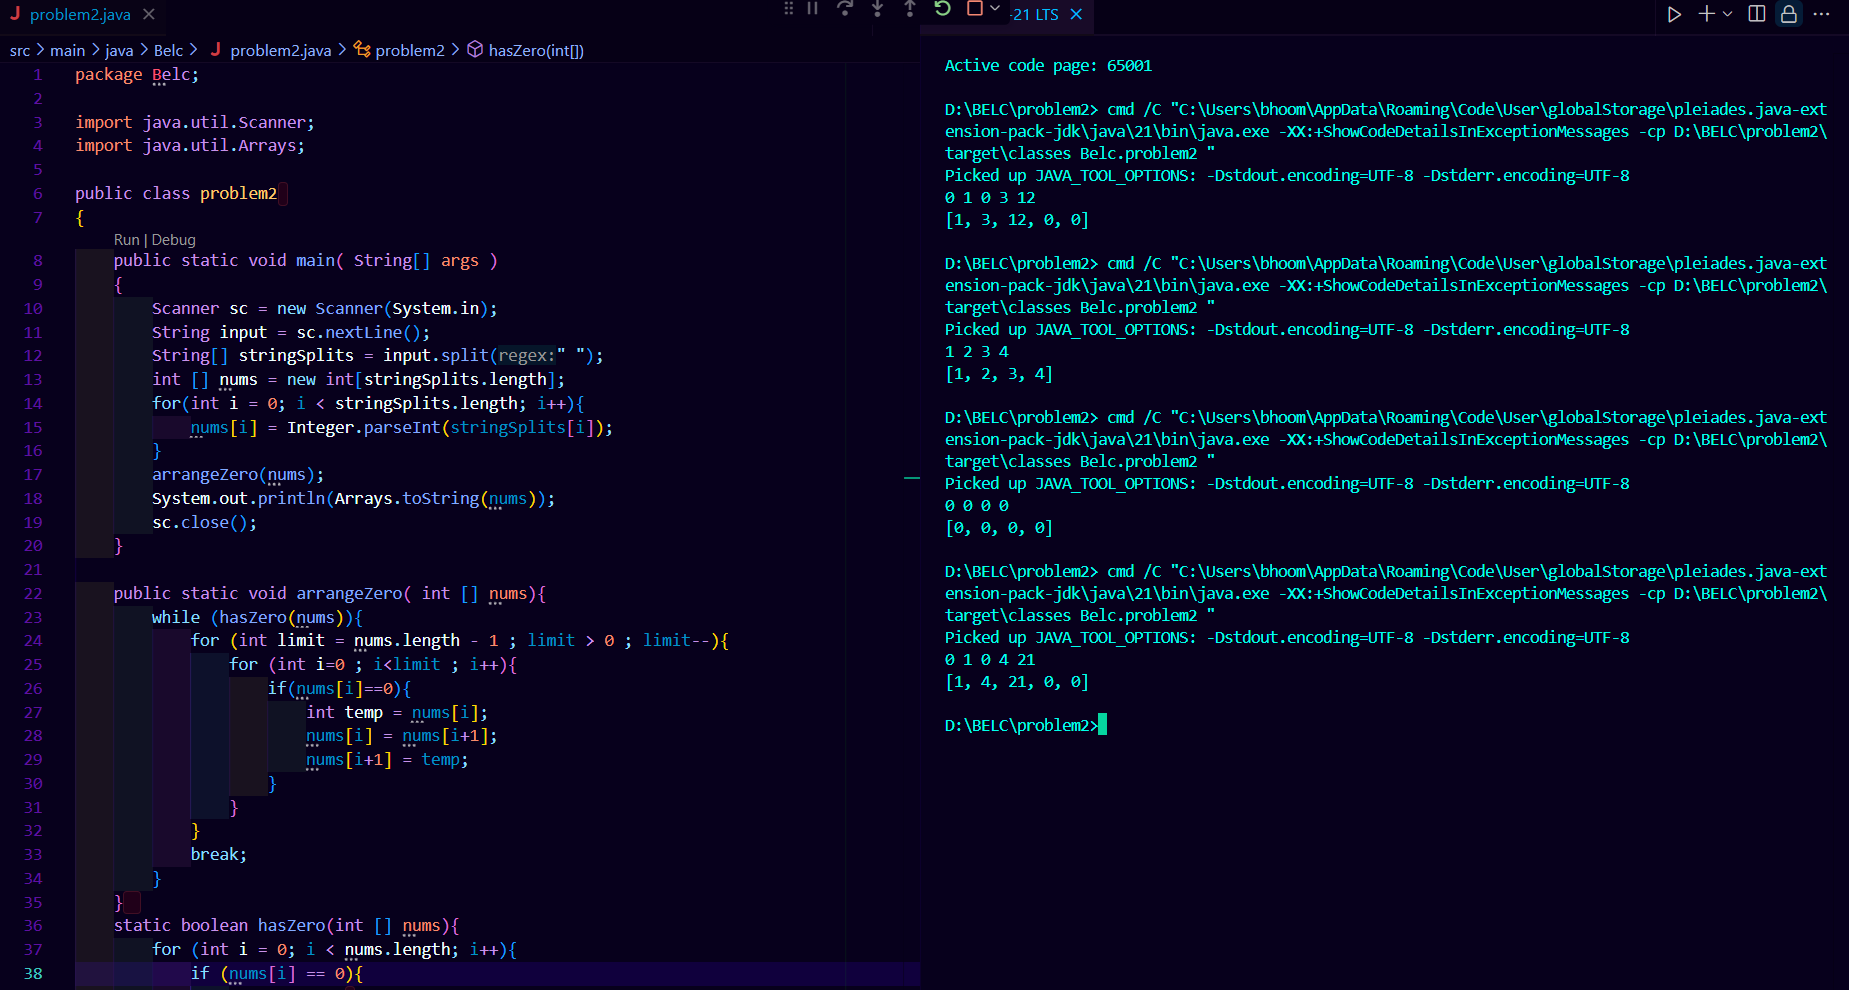 problem2.java
src > main > java > Belc > J problem2.java > problem2 > hasZero(int[])
1 package Belc;
2
3 import java.util.Scanner;
4 import java.util.Arrays;
5
6 public class problem2
7 {
Run | Debug
8 public static void main( String[] args )
9 {
10 Scanner sc = new Scanner(System.in);
11 String input = sc.nextLine();
12 String[] stringSplits = input.split(regex:" ");
13 int [] nums = new int[stringSplits.length];
14 for(int i = 0; i < stringSplits.length; i++){
15 nums[i] = Integer.parseInt(stringSplits[i]);
16 }
17 arrangeZero(nums);
18 System.out.println(Arrays.toString(nums));
19 sc.close();
20 }
21
22 public static void arrangeZero( int [] nums){
23 while (hasZero(nums)){
24 for (int limit = nums.length - 1 ; limit > 0 ; limit--){
25 for (int i=0 ; i<limit ; i++){
26 if(nums[i]==0){
27 int temp = nums[i];
28 nums[i] = nums[i+1];
29 nums[i+1] = temp;
30 }
31 }
32 }
33 break;
34 }
35 }
36 static boolean hasZero(int [] nums){
37 for (int i = 0; i < nums.length; i++){
38 if (nums[i] == 0){
-21 LTS
Active code page: 65001
D:\BELC\problem2> cmd /C "C:\Users\bhoom\AppData\Roaming\Code\User\globalStorage\pleiades.java-ext
ension-pack-jdk\java\21\bin\java.exe -XX:+ShowCodeDetailsInExceptionMessages -cp D:\BELC\problem2\
target\classes Belc.problem2 "
Picked up JAVA_TOOL_OPTIONS: -Dstdout.encoding=UTF-8 -Dstderr.encoding=UTF-8
0 1 0 3 12
[1, 3, 12, 0, 0]
D:\BELC\problem2> cmd /C "C:\Users\bhoom\AppData\Roaming\Code\User\globalStorage\pleiades.java-ext
ension-pack-jdk\java\21\bin\java.exe -XX:+ShowCodeDetailsInExceptionMessages -cp D:\BELC\problem2\
target\classes Belc.problem2 "
Picked up JAVA_TOOL_OPTIONS: -Dstdout.encoding=UTF-8 -Dstderr.encoding=UTF-8
1 2 3 4
[1, 2, 3, 4]
D:\BELC\problem2> cmd /C "C:\Users\bhoom\AppData\Roaming\Code\User\globalStorage\pleiades.java-ext
ension-pack-jdk\java\21\bin\java.exe -XX:+ShowCodeDetailsInExceptionMessages -cp D:\BELC\problem2\
target\classes Belc.problem2 "
Picked up JAVA_TOOL_OPTIONS: -Dstdout.encoding=UTF-8 -Dstderr.encoding=UTF-8
0 0 0 0
[0, 0, 0, 0]
D:\BELC\problem2> cmd /C "C:\Users\bhoom\AppData\Roaming\Code\User\globalStorage\pleiades.java-ext
ension-pack-jdk\java\21\bin\java.exe -XX:+ShowCodeDetailsInExceptionMessages -cp D:\BELC\problem2\
target\classes Belc.problem2 "
Picked up JAVA_TOOL_OPTIONS: -Dstdout.encoding=UTF-8 -Dstderr.encoding=UTF-8
0 1 0 4 21
[1, 4, 21, 0, 0]
D:\BELC\problem2>